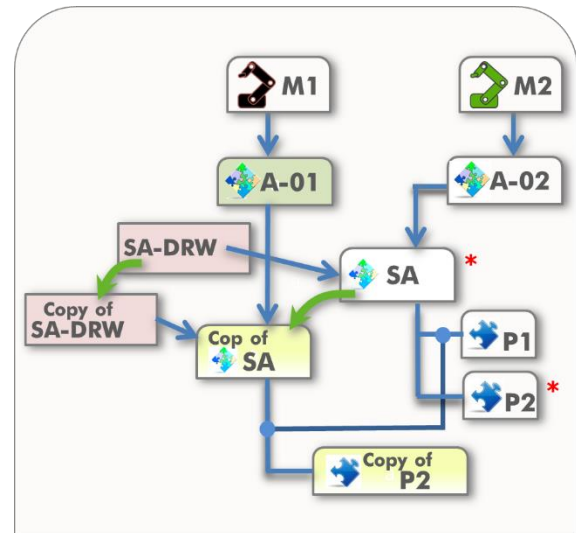 M1
M2
A-01
A-02
SA-DRW
SA *
Copy of
SA-DRW
Cop of
SA
P1
P2 *
Copy of
P2